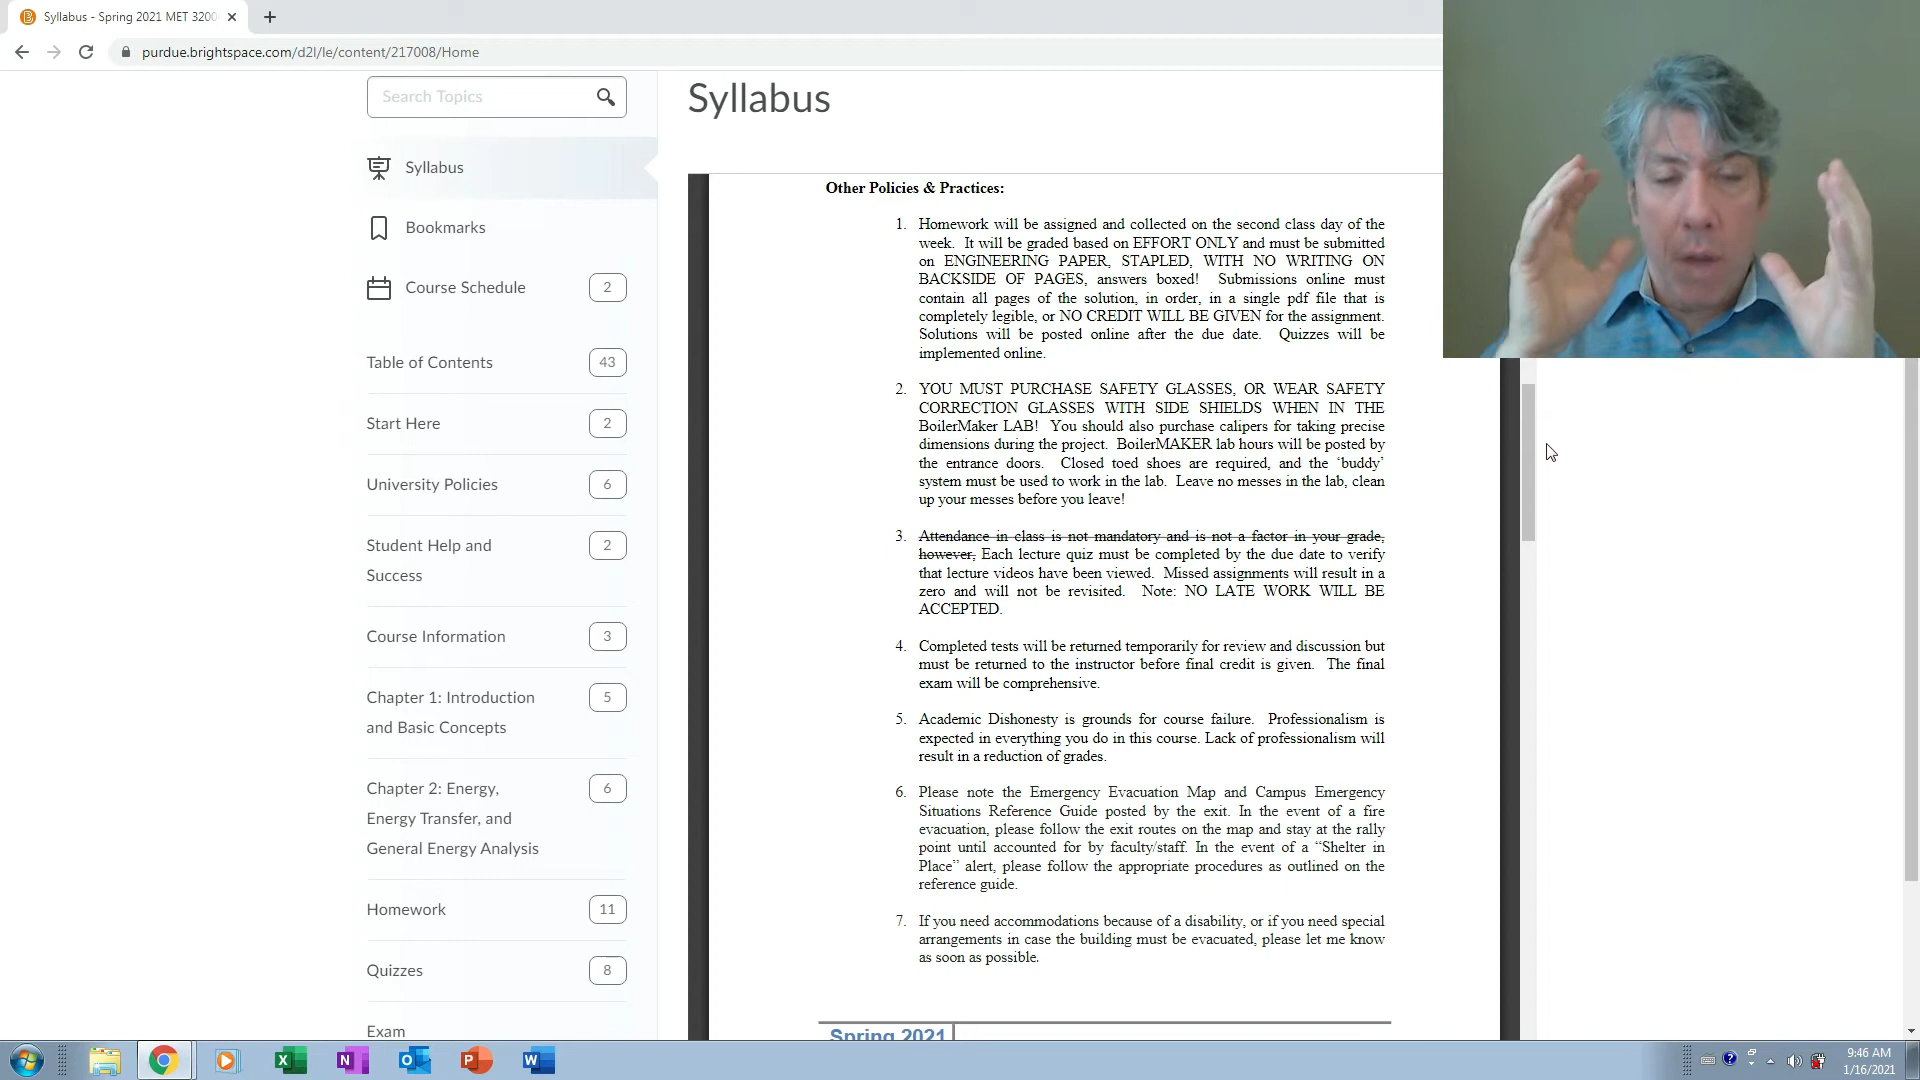 Syllabus - Spring 2021 MET 3200
purdue.brightspace.com/d2l/le/content/217008/Home
Search Topics
Syllabus
Bookmarks
Course Schedule 2
Table of Contents 43
Start Here 2
University Policies 6
Student Help and
Success 2
Course Information 3
Chapter 1: Introduction
and Basic Concepts 5
Chapter 2: Energy,
Energy Transfer, and
General Energy Analysis 6
Homework 11
Quizzes 8
Exam
Syllabus
Other Policies & Practices:
1. Homework will be assigned and collected on the second class day of the
week. It will be graded based on EFFORT ONLY and must be submitted
on ENGINEERING PAPER, STAPLED, WITH NO WRITING ON
BACKSIDE OF PAGES, answers boxed! Submissions online must
contain all pages of the solution, in order, in a single pdf file that is
completely legible, or NO CREDIT WILL BE GIVEN for the assignment.
Solutions will be posted online after the due date. Quizzes will be
implemented online.
2. YOU MUST PURCHASE SAFETY GLASSES, OR WEAR SAFETY
CORRECTION GLASSES WITH SIDE SHIELDS WHEN IN THE
BoilerMaker LAB! You should also purchase calipers for taking precise
dimensions during the project. BoilerMAKER lab hours will be posted by
the entrance doors. Closed toed shoes are required, and the ‘buddy’
system must be used to work in the lab. Leave no messes in the lab, clean
up your messes before you leave!
3. Attendance in class is not mandatory and is not a factor in your grade,
however, Each lecture quiz must be completed by the due date to verify
that lecture videos have been viewed. Missed assignments will result in a
zero and will not be revisited. Note: NO LATE WORK WILL BE
ACCEPTED.
4. Completed tests will be returned temporarily for review and discussion but
must be returned to the instructor before final credit is given. The final
exam will be comprehensive.
5. Academic Dishonesty is grounds for course failure. Professionalism is
expected in everything you do in this course. Lack of professionalism will
result in a reduction of grades.
6. Please note the Emergency Evacuation Map and Campus Emergency
Situations Reference Guide posted by the exit. In the event of a fire
evacuation, please follow the exit routes on the map and stay at the rally
point until accounted for by faculty/staff. In the event of a “Shelter in
Place” alert, please follow the appropriate procedures as outlined on the
reference guide.
7. If you need accommodations because of a disability, or if you need special
arrangements in case the building must be evacuated, please let me know
as soon as possible.
Spring 2021
9:46 AM
1/16/2021